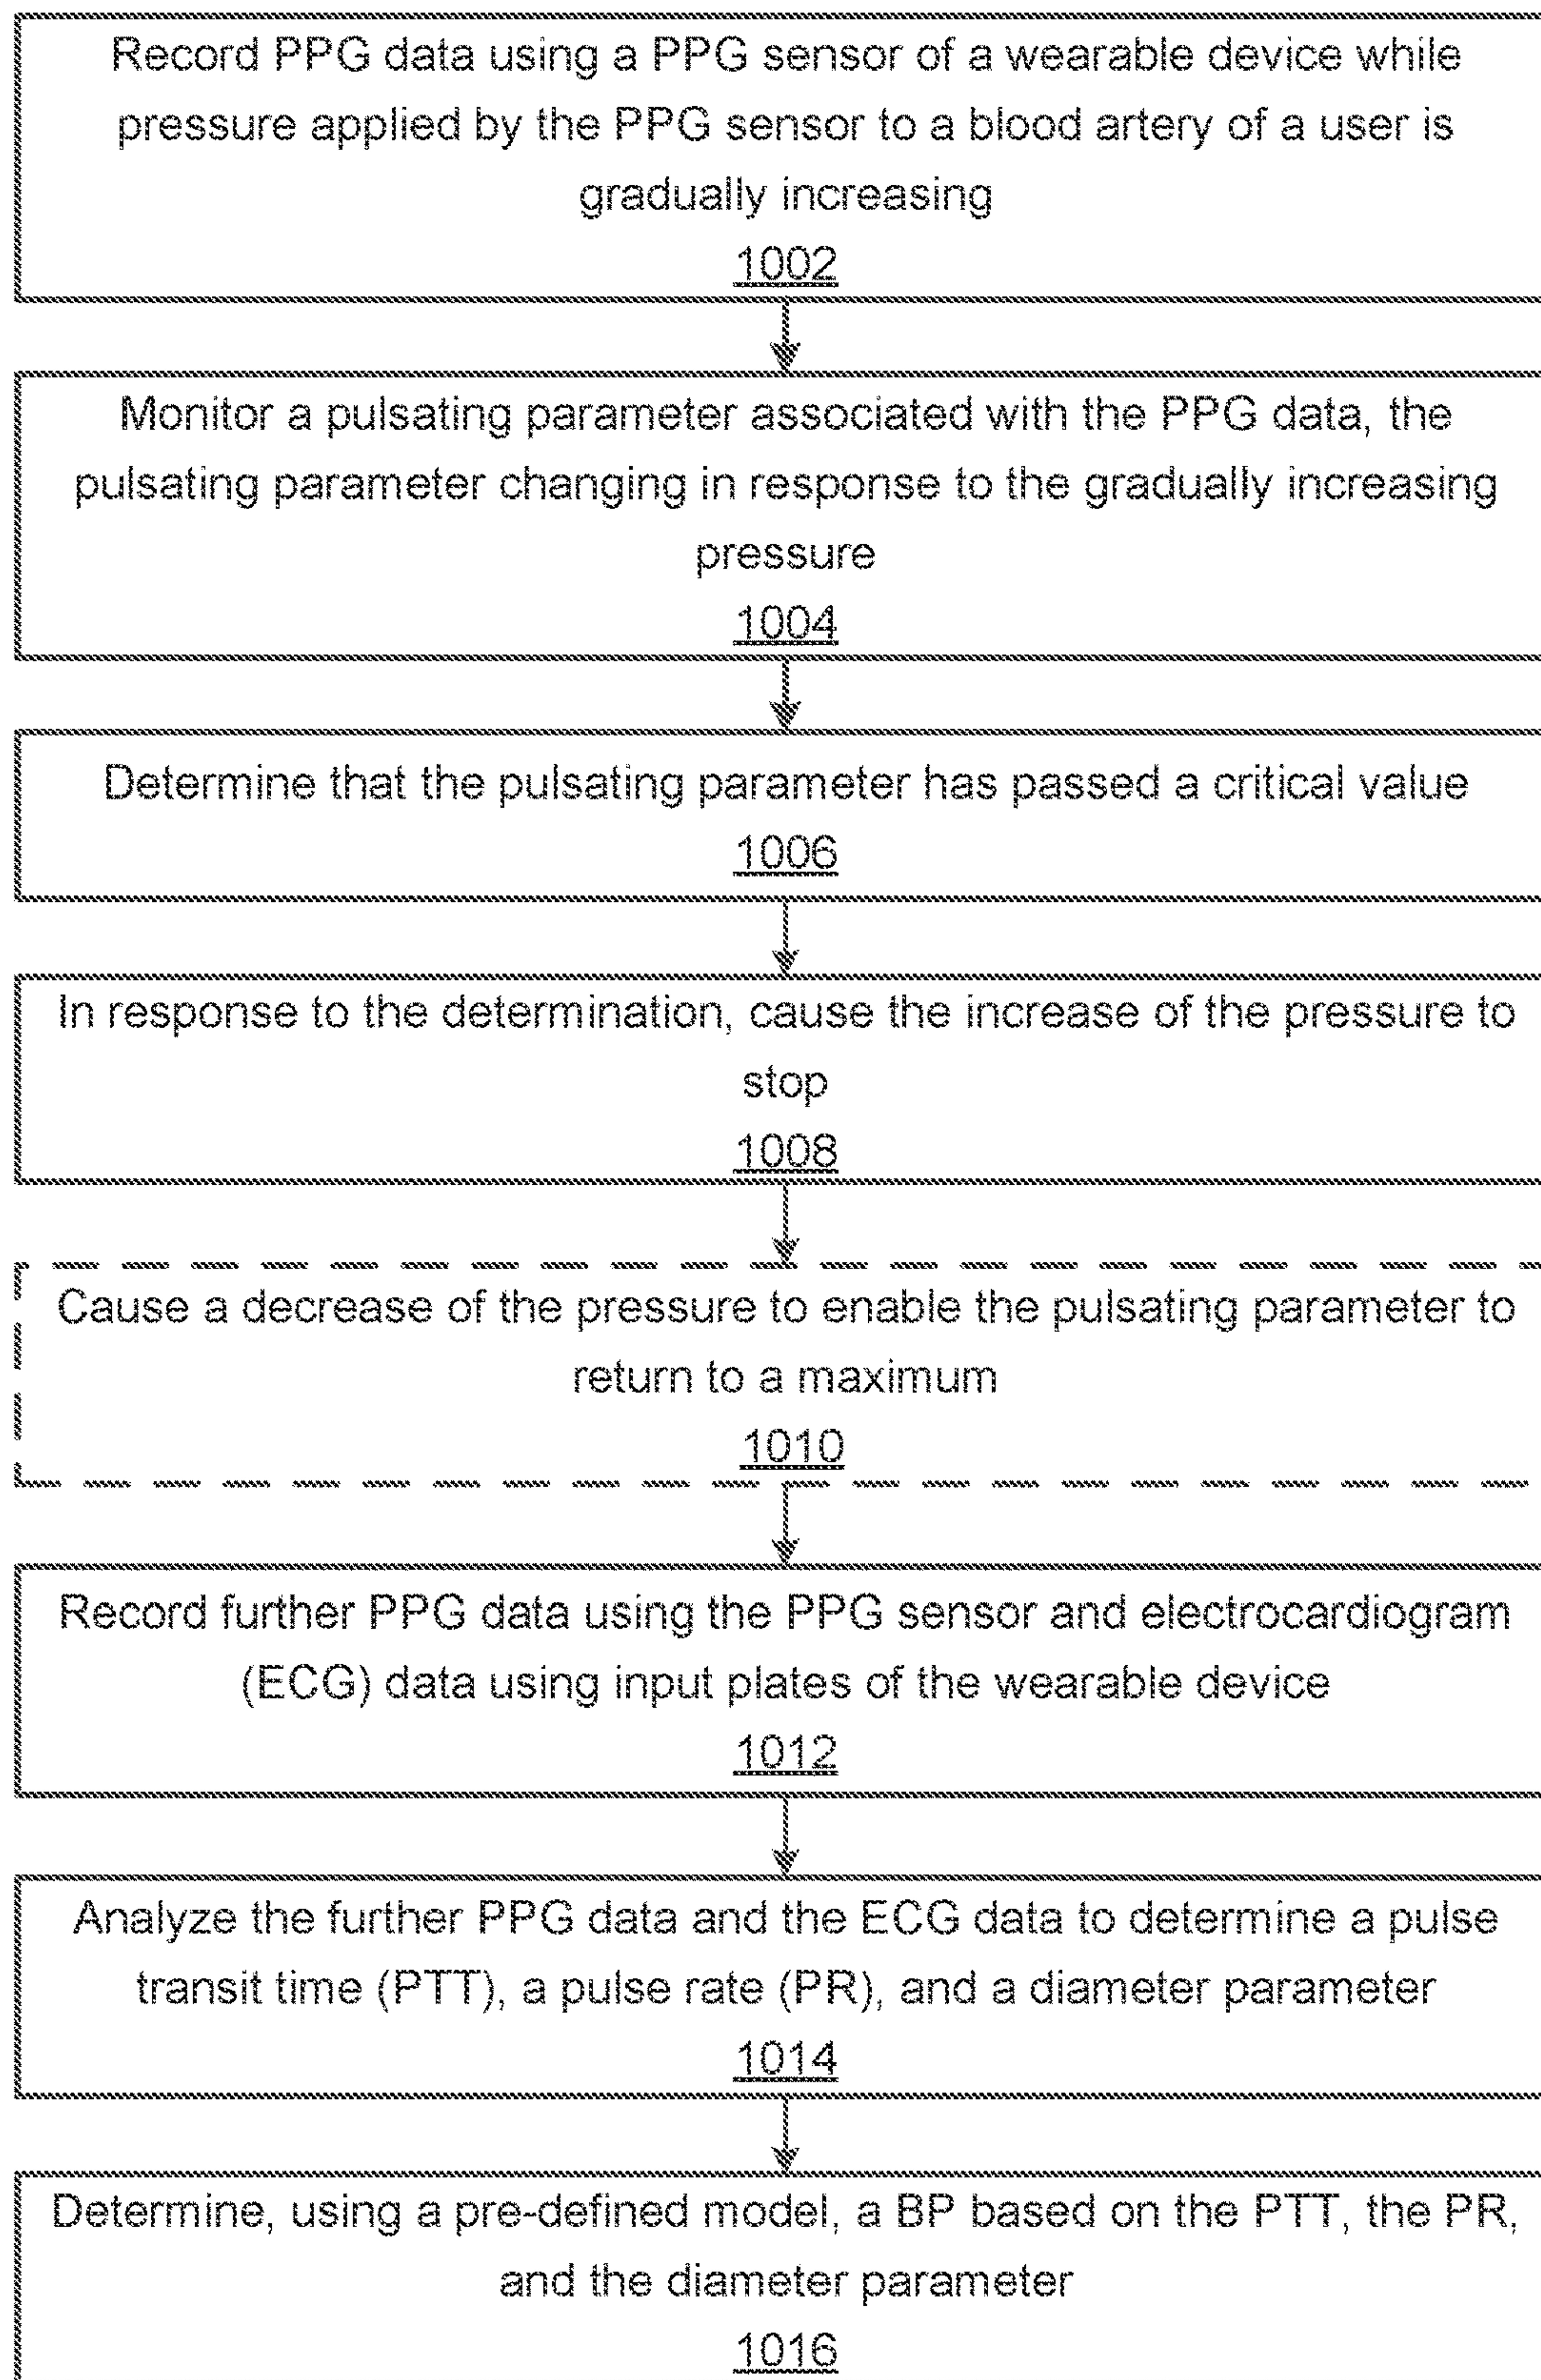 Record PPG data using a PPG sensor of a wearable device while
pressure applied by the PPG sensor to a blood artery of a user is
gradually increasing
1002
Monitor a pulsating parameter associated with the PPG data, the
pulsating parameter changing in response to the gradually increasing
pressure
1004
Determine that the pulsating parameter has passed a critical value
1006
In response to the determination, cause the increase of the pressure to
stop
1008
Cause a decrease of the pressure to enable the pulsating parameter to
return to a maximum
1010
Record further PPG data using the PPG sensor and electrocardiogram
(ECG) data using input plates of the wearable device
1012
Analyze the further PPG data and the ECG data to determine a pulse
transit time (PTT), a pulse rate (PR), and a diameter parameter
1014
Determine, using a pre-defined model, a BP based on the PTT, the PR,
and the diameter parameter
1016